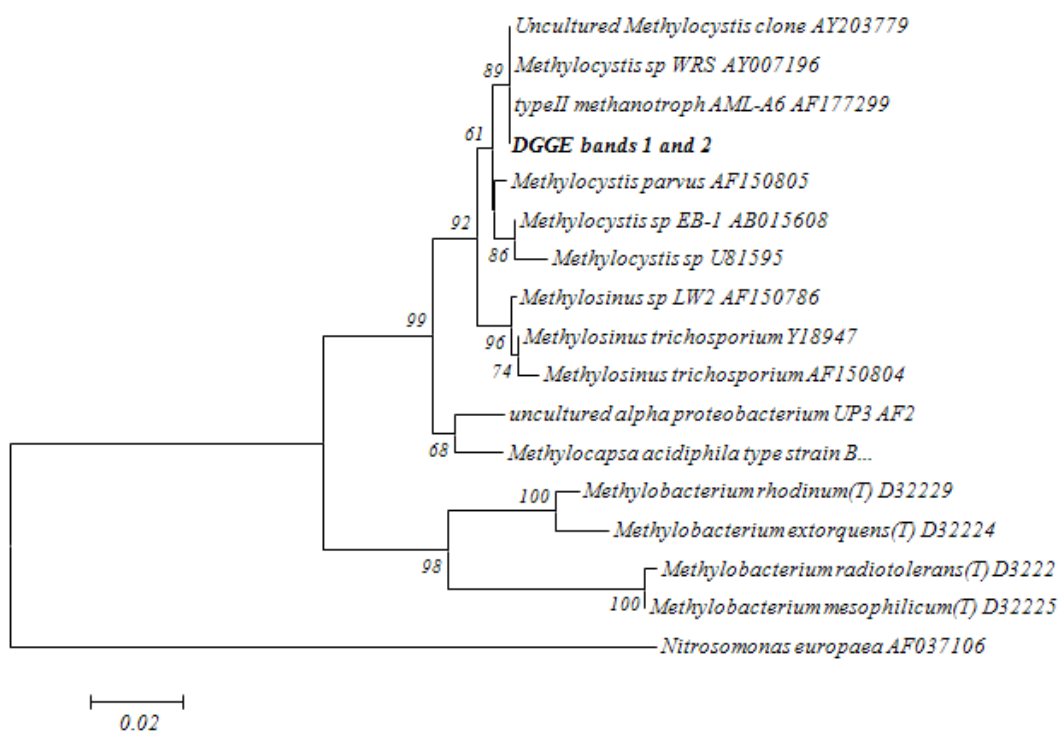 Uncultured Methylocystis clone AY203779
Methylocystis sp WRS AY007196
89
typeII methanotroph AML-A6 AF177299
61
DGGE bands 1 and 2
Methylocystis parvus AF150805
92
Methylocystis sp EB-1 AB015608
86
Methylocystis sp U81595
Methylosinus sp LW2 AF150786
99
96
Methylosinus trichosporium Y18947
74
Methylosinus trichosporium AF150804
uncultured alpha proteobacterium UP3 AF2
68
Methylocapsa acidiphila type strain B...
100
Methylobacterium rhodinum(T) D32229
Methylobacterium extorquens(T) D32224
98
Methylobacterium radiotolerans(T) D3222
100
Methylobacterium mesophilicum(T) D32225
Nitrosomonas europaea AF037106
0.02